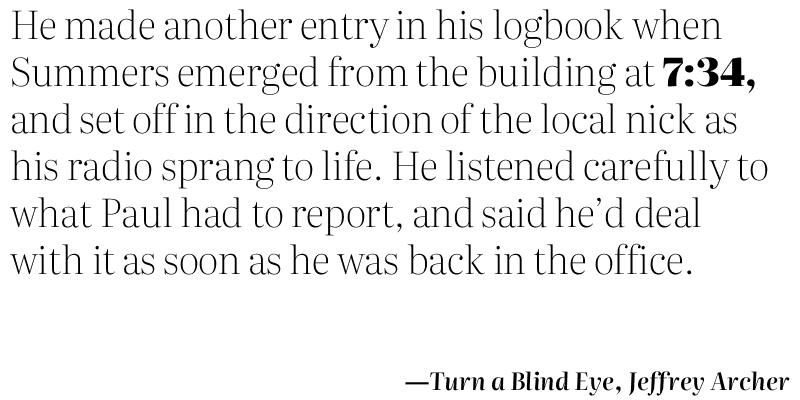 He made another entry in his logbook when
Summers emerged from the building at 7:34,
and set off in the direction of the local nick as
his radio sprang to life. He listened carefully to
what Paul had to report, and said he’d deal
with it as soon as he was back in the office.
—Turn a Blind Eye, Jeffrey Archer